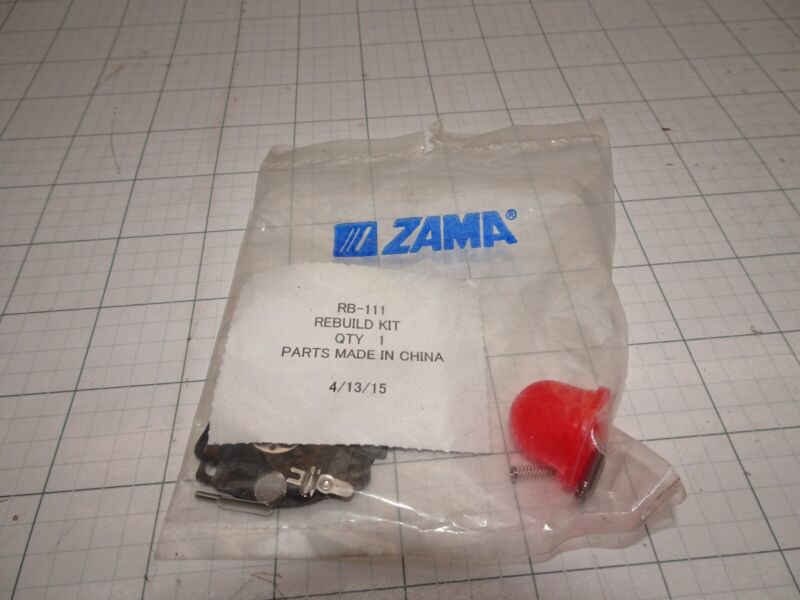 ZAMA®
RB-111
REBUILD KIT
QTY 1
PARTS MADE IN CHINA
4/13/15